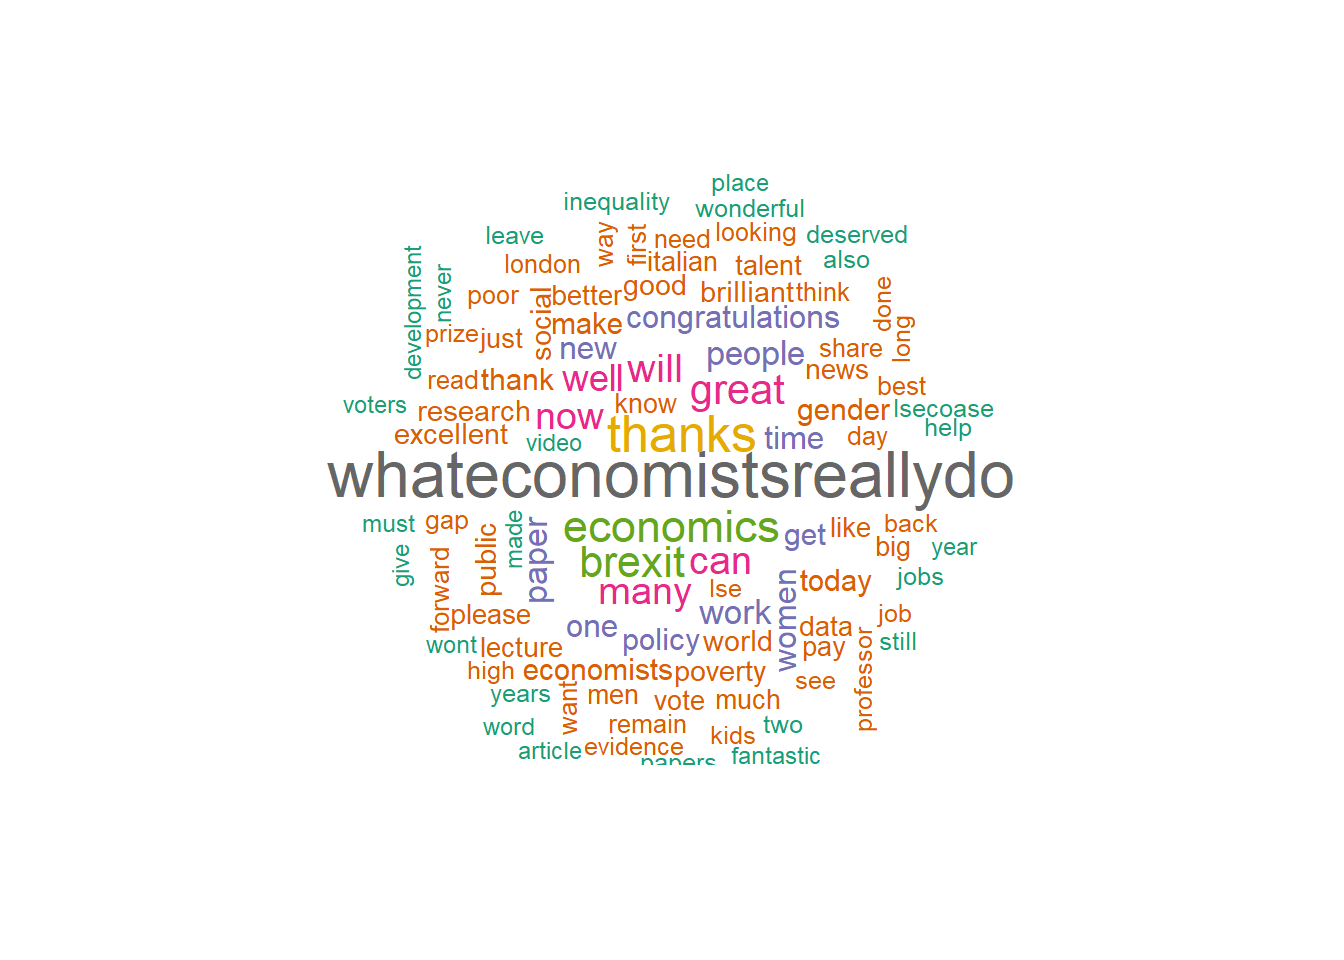 place
inequality wonderful
leave way first need looking deserved
london italian talent also
development never poor social better good brilliant think done
prize just make congratulations long
new people share
read thank well will great news best
voters research now know gender lsecoase
excellent video thanks time day help
whateconomistsreallydo
must gap public made paper economics get like back
give forward brexit can big year
many lse women today jobs
please one work data job
wont lecture policy world pay professor still
high economists poverty see
years want men vote much
word remain kids two
article evidence papers fantastic